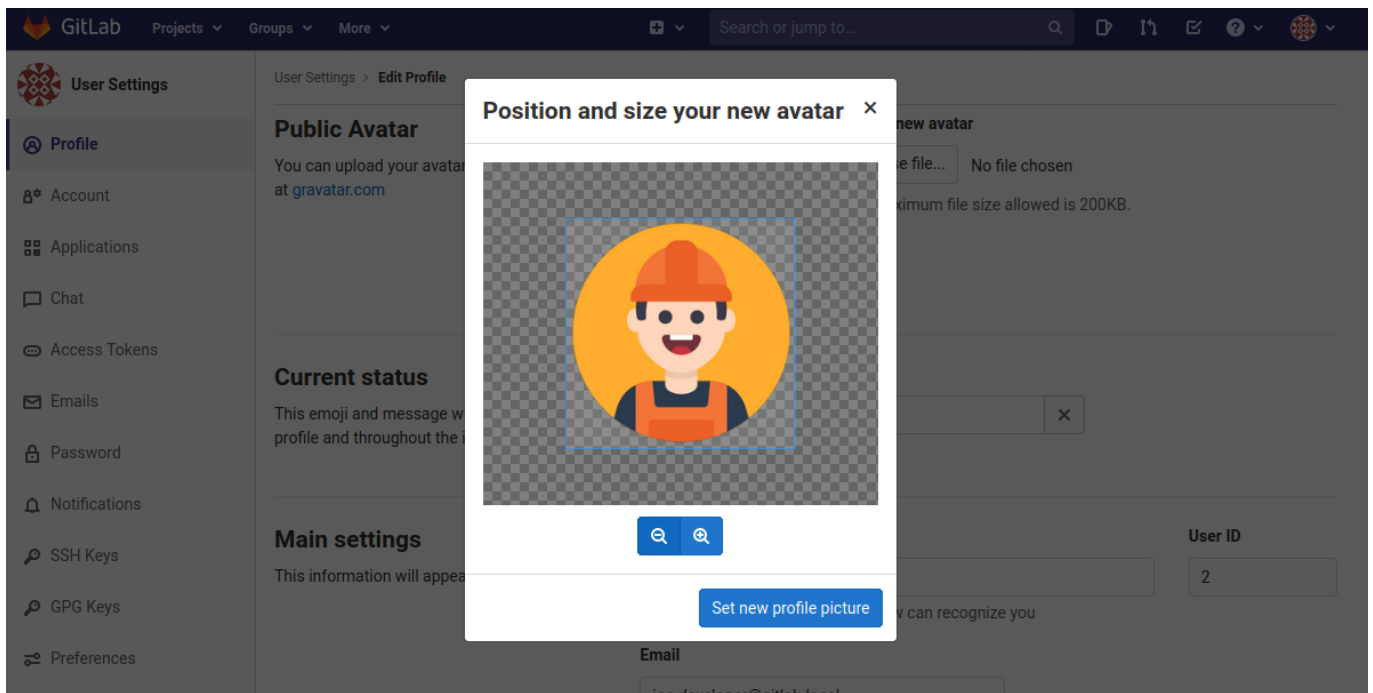 GitLab Projects Groups More Search or jump to...
User Settings
User Settings > Edit Profile
Profile
Account
Applications
Chat
Access Tokens
Emails
Password
Notifications
SSH Keys
GPG Keys
Preferences
Public Avatar
You can upload your avatar
at gravatar.com
new avatar
e file... No file chosen
ximum file size allowed is 200KB.
Position and size your new avatar ×
Set new profile picture
Current status
This emoji and message w
profile and throughout the i
Main settings
This information will appea
User ID
2
w can recognize you
Email